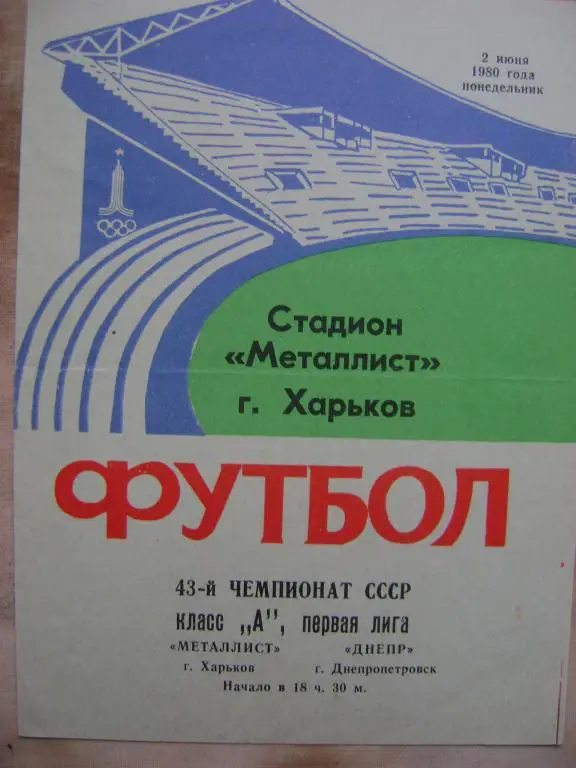 2 июня
1980 года
понедельник
Стадион
«Металлист»
г. Харьков
ФУТБОЛ
43-й ЧЕМПИОНАТ СССР
класс „А", первая лига
«МЕТАЛЛИСТ» «ДНЕПР»
г. Харьков г. Днепропетровск
Начало в 18 ч. 30 м.